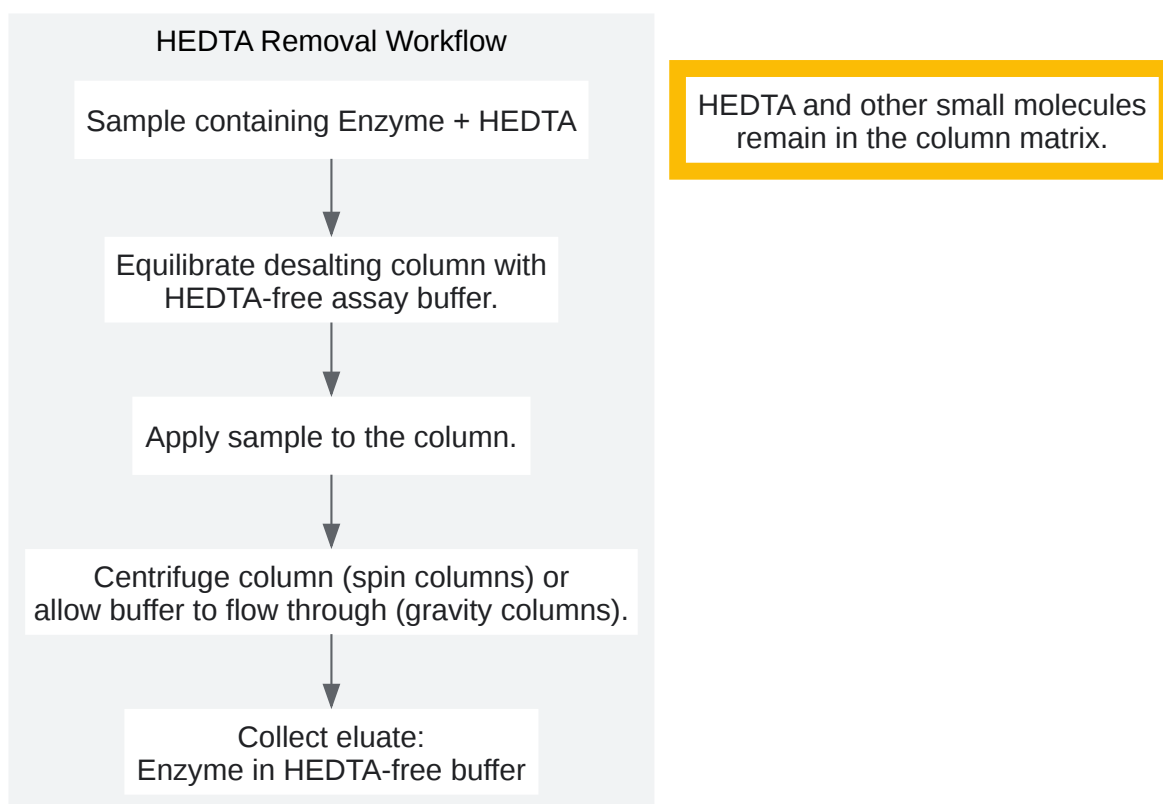 HEDTA Removal Workflow
Sample containing Enzyme + HEDTA
HEDTA and other small molecules
remain in the column matrix.
Equilibrate desalting column with
HEDTA-free assay buffer.
Apply sample to the column.
Centrifuge column (spin columns) or
allow buffer to flow through (gravity columns).
Collect eluate:
Enzyme in HEDTA-free buffer